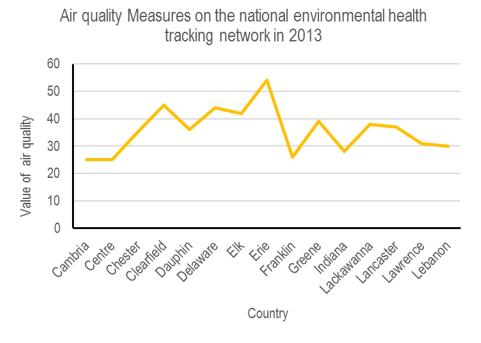 Air quality Measures on the national environmental health
tracking network in 2013
Value of air quality
60
50
40
30
20
10
0
Cambria
Centre
Chester
Clearfield
Dauphin
Delaware
Elk
Erie
Franklin
Greene
Indiana
Lackawanna
Lancaster
Lawrence
Lebanon
Country